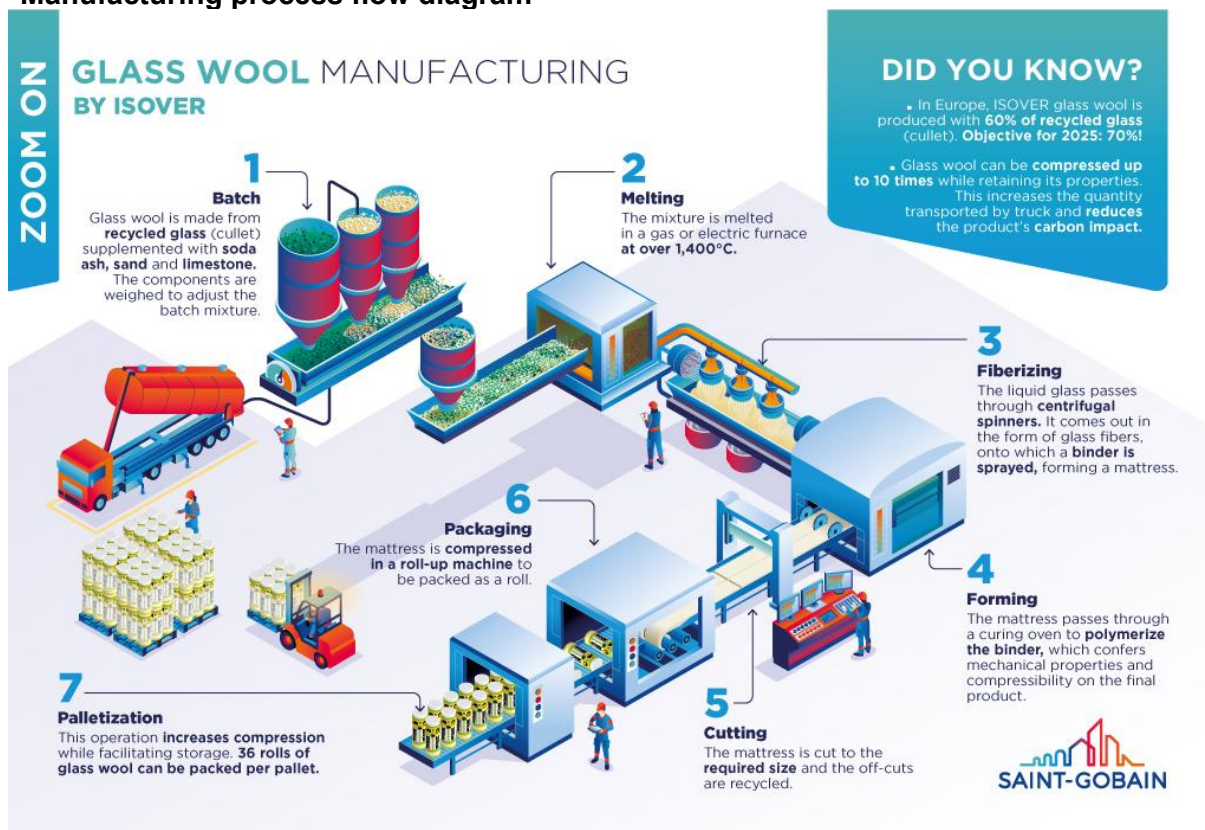 Manufacturing process flow diagram
ZOOM ON
GLASS WOOL MANUFACTURING
BY ISOVER
DID YOU KNOW?
▪ In Europe, ISOVER glass wool is
produced with 60% of recycled glass
(cullet). Objective for 2025: 70%!
▪ Glass wool can be compressed up
to 10 times while retaining its properties.
This increases the quantity
transported by truck and reduces
the product's carbon impact.
1
Batch
Glass wool is made from
recycled glass (cullet)
supplemented with soda
ash, sand and limestone.
The components are
weighed to adjust the
batch mixture.
2
Melting
The mixture is melted
in a gas or electric furnace
at over 1,400°C.
3
Fiberizing
The liquid glass passes
through centrifugal
spinners. It comes out in
the form of glass fibers,
onto which a binder is
sprayed, forming a mattress.
4
Forming
The mattress passes through
a curing oven to polymerize
the binder, which confers
mechanical properties and
compressibility on the final
product.
5
Cutting
The mattress is cut to the
required size and the off-cuts
are recycled.
6
Packaging
The mattress is compressed
in a roll-up machine to
be packed as a roll.
7
Palletization
This operation increases compression
while facilitating storage. 36 rolls of
glass wool can be packed per pallet.
SAINT-GOBAIN